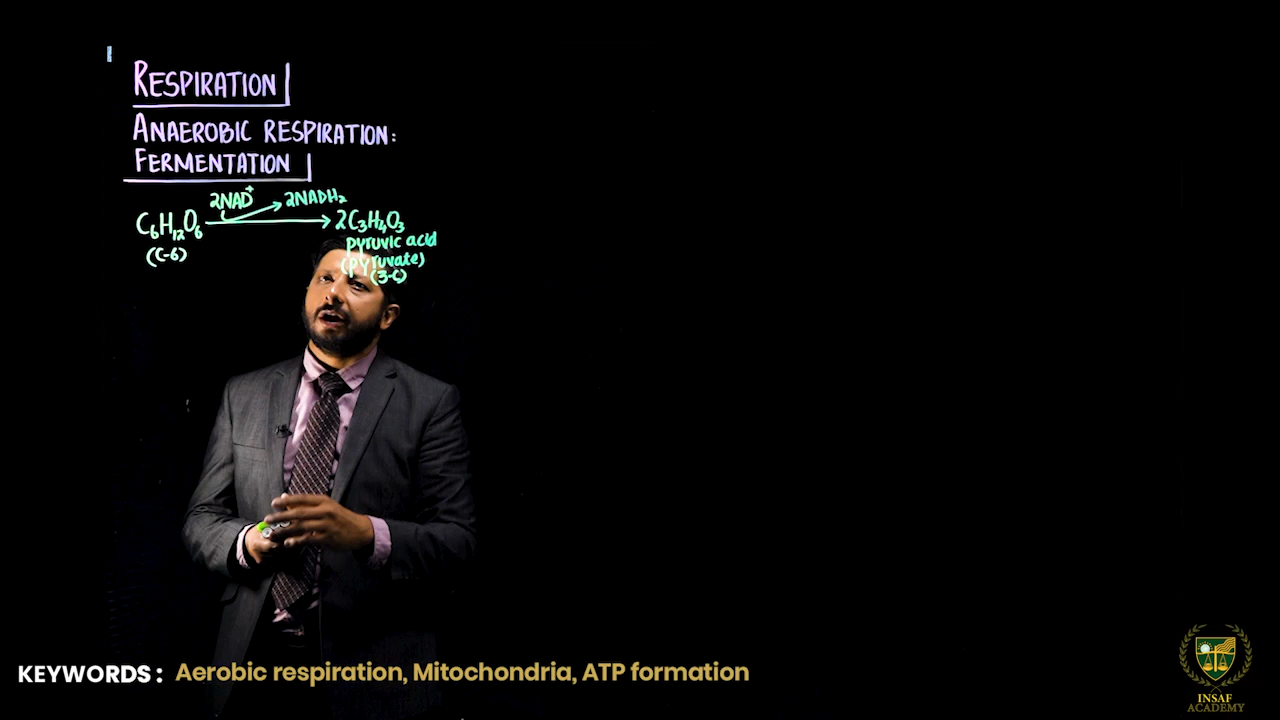 RESPIRATION
ANAEROBIC RESPIRATION:
FERMENTATION
2NAD⁺ 2NADH₂
C₆H₁₂O₆ 2C₃H₄O₃
(C-6) pyruvic acid
(pyruvate)
(3-C)
KEYWORDS : Aerobic respiration, Mitochondria, ATP formation
INSAF
ACADEMY